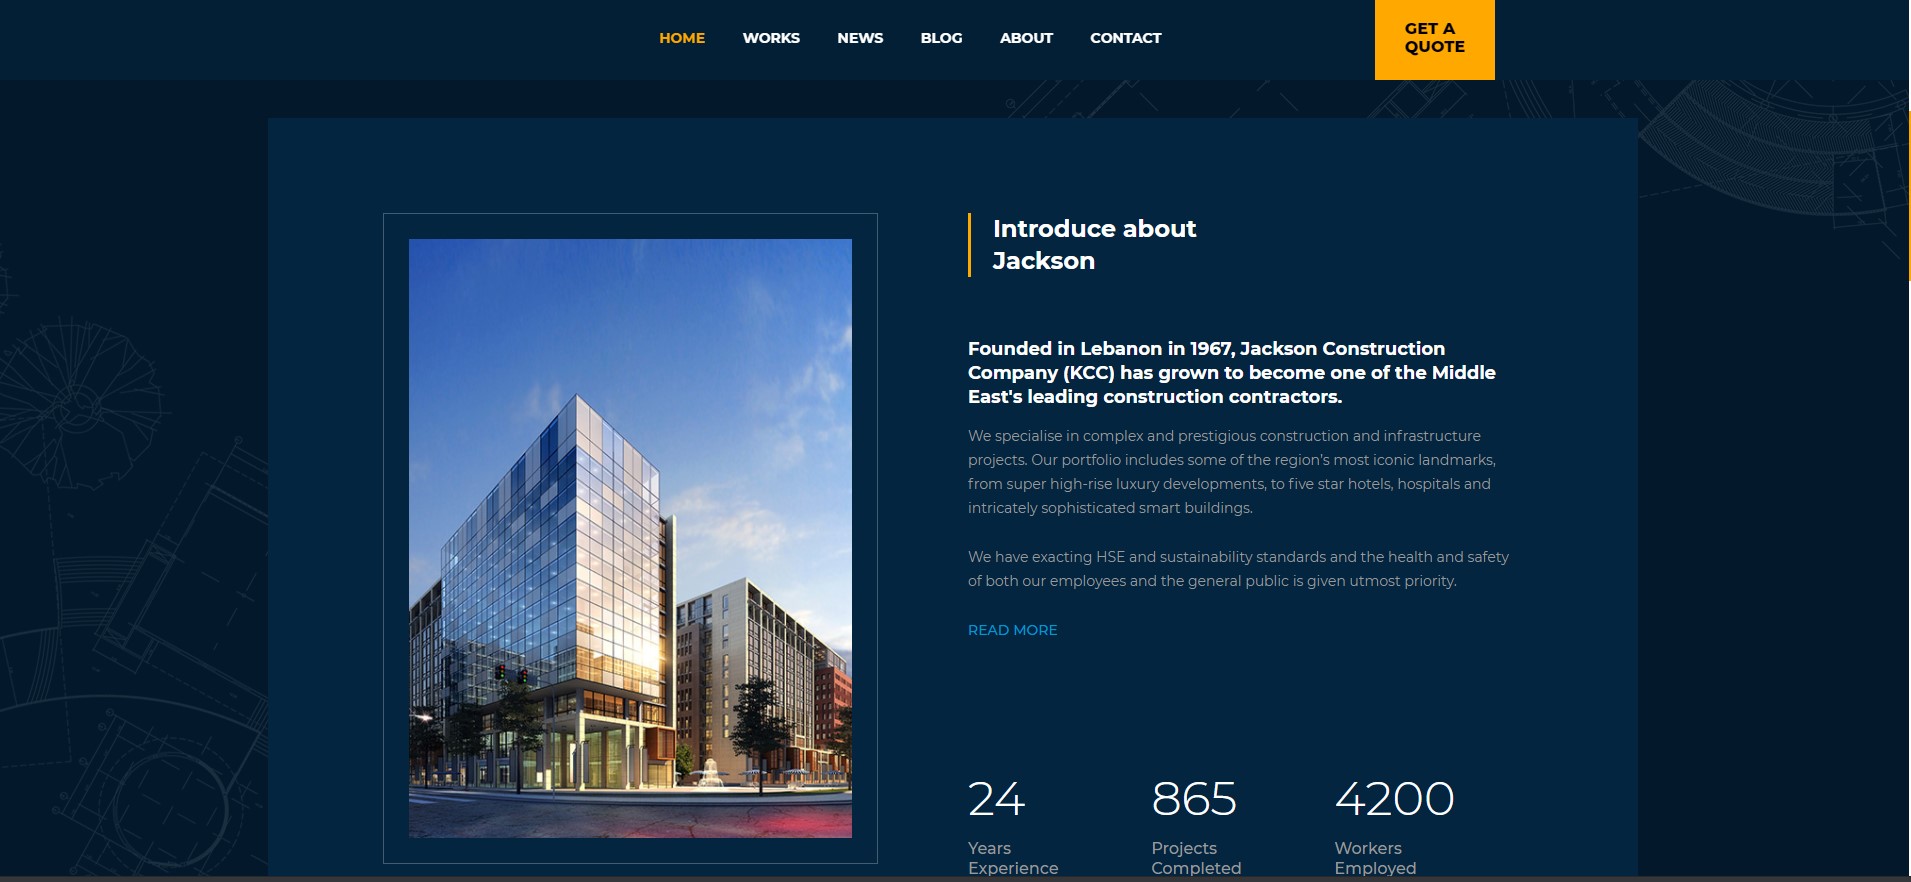 HOME WORKS NEWS BLOG ABOUT CONTACT
GET A
QUOTE
Introduce about
Jackson
Founded in Lebanon in 1967, Jackson Construction
Company (KCC) has grown to become one of the Middle
East's leading construction contractors.
We specialise in complex and prestigious construction and infrastructure
projects. Our portfolio includes some of the region’s most iconic landmarks,
from super high-rise luxury developments, to five star hotels, hospitals and
intricately sophisticated smart buildings.
We have exacting HSE and sustainability standards and the health and safety
of both our employees and the general public is given utmost priority.
READ MORE
24 865 4200
Years Projects Workers
Experience Completed Employed